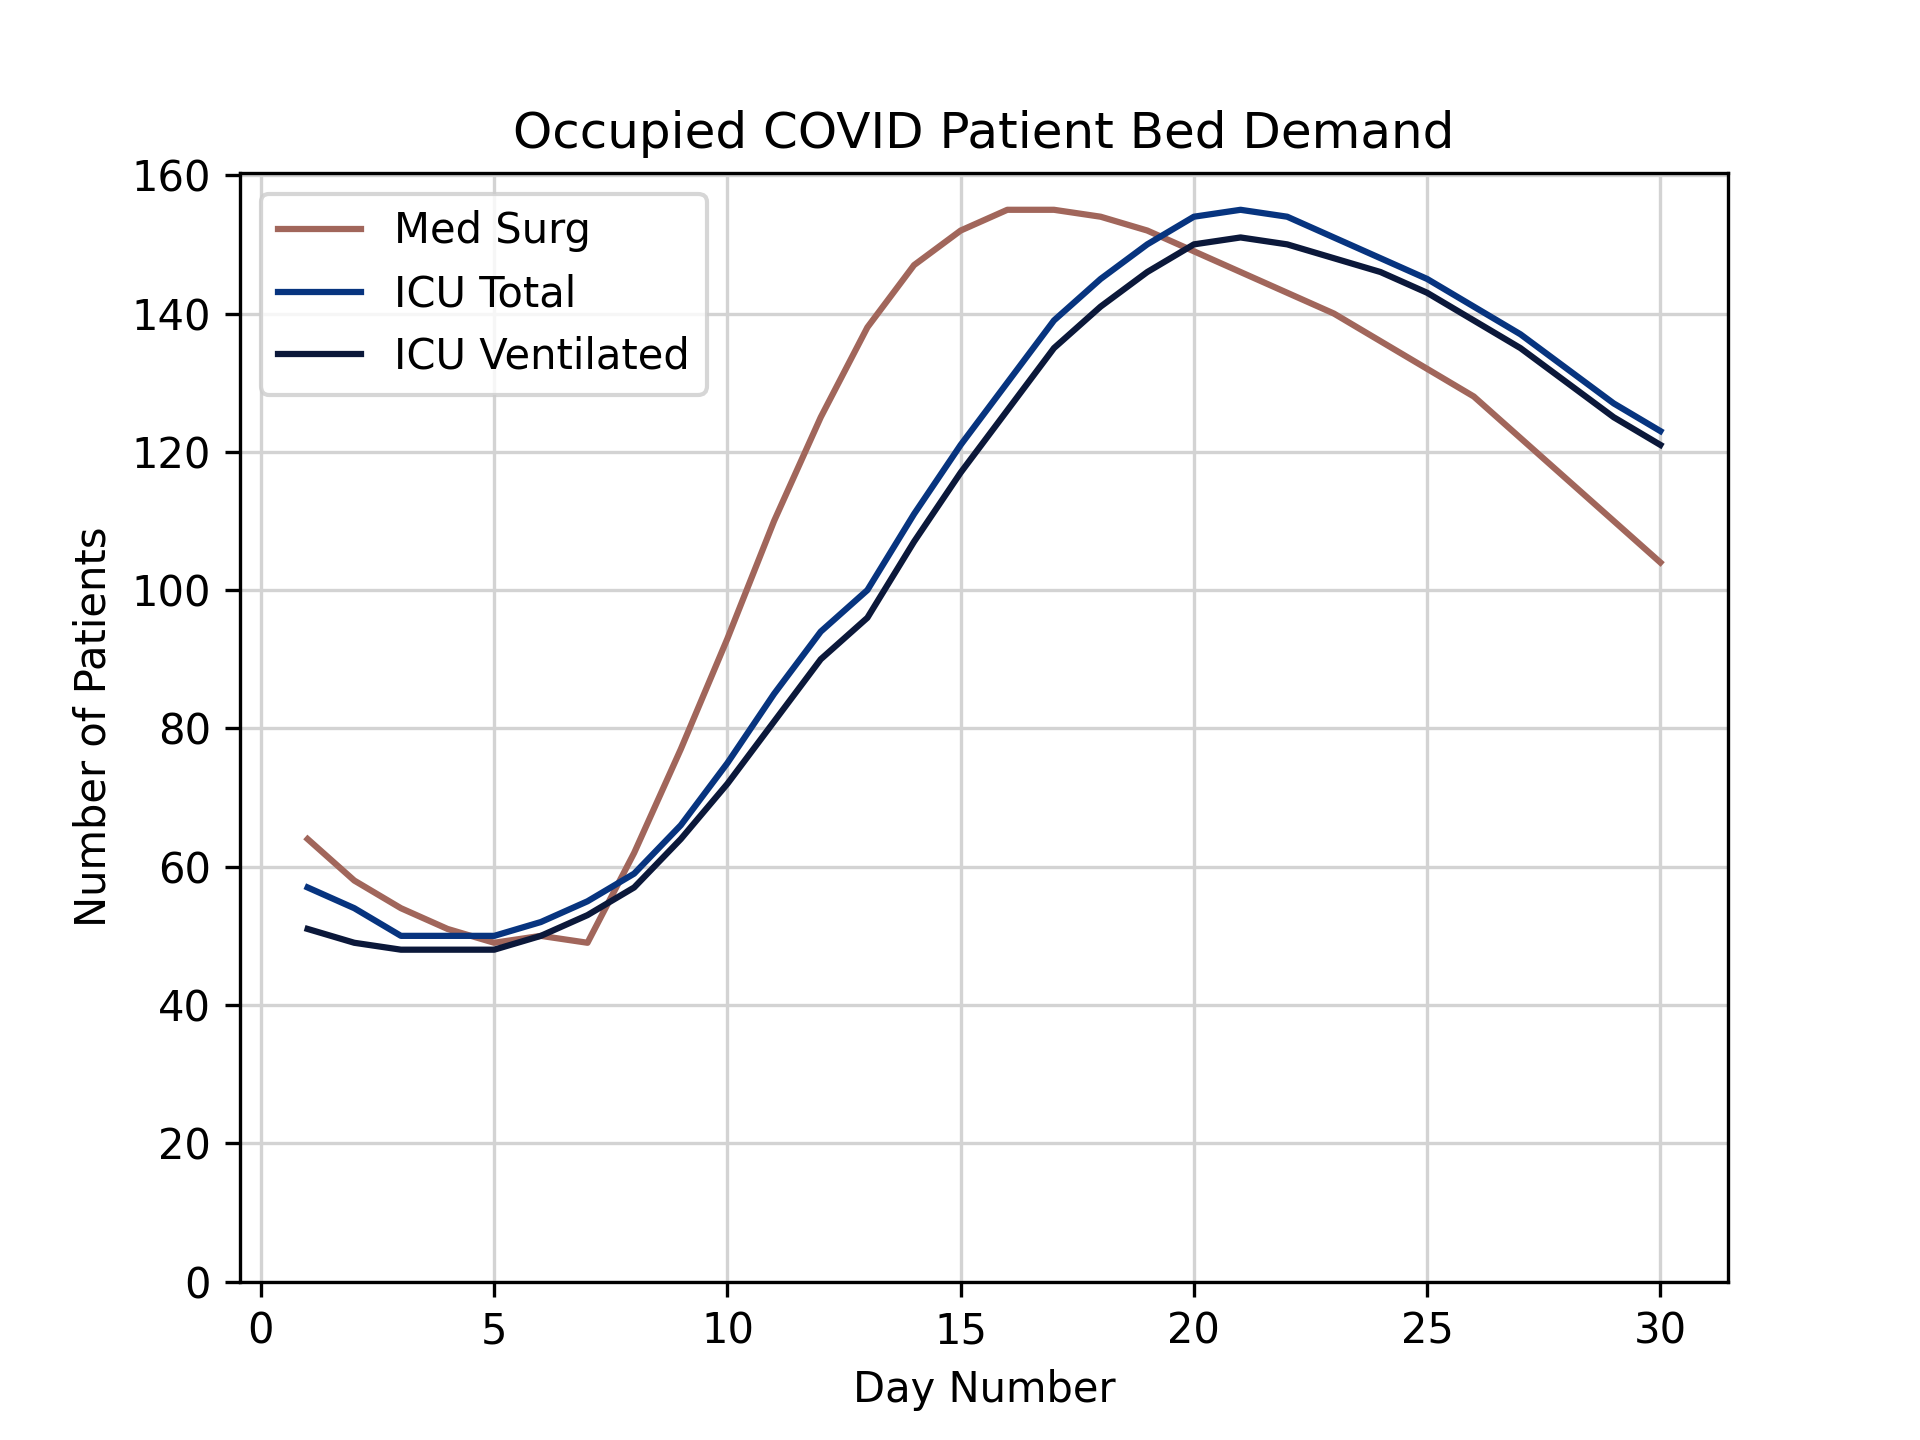 Occupied COVID Patient Bed Demand
Med Surg
ICU Total
ICU Ventilated
Number of Patients
160
140
120
100
80
60
40
20
0
0 5 10 15 20 25 30
Day Number